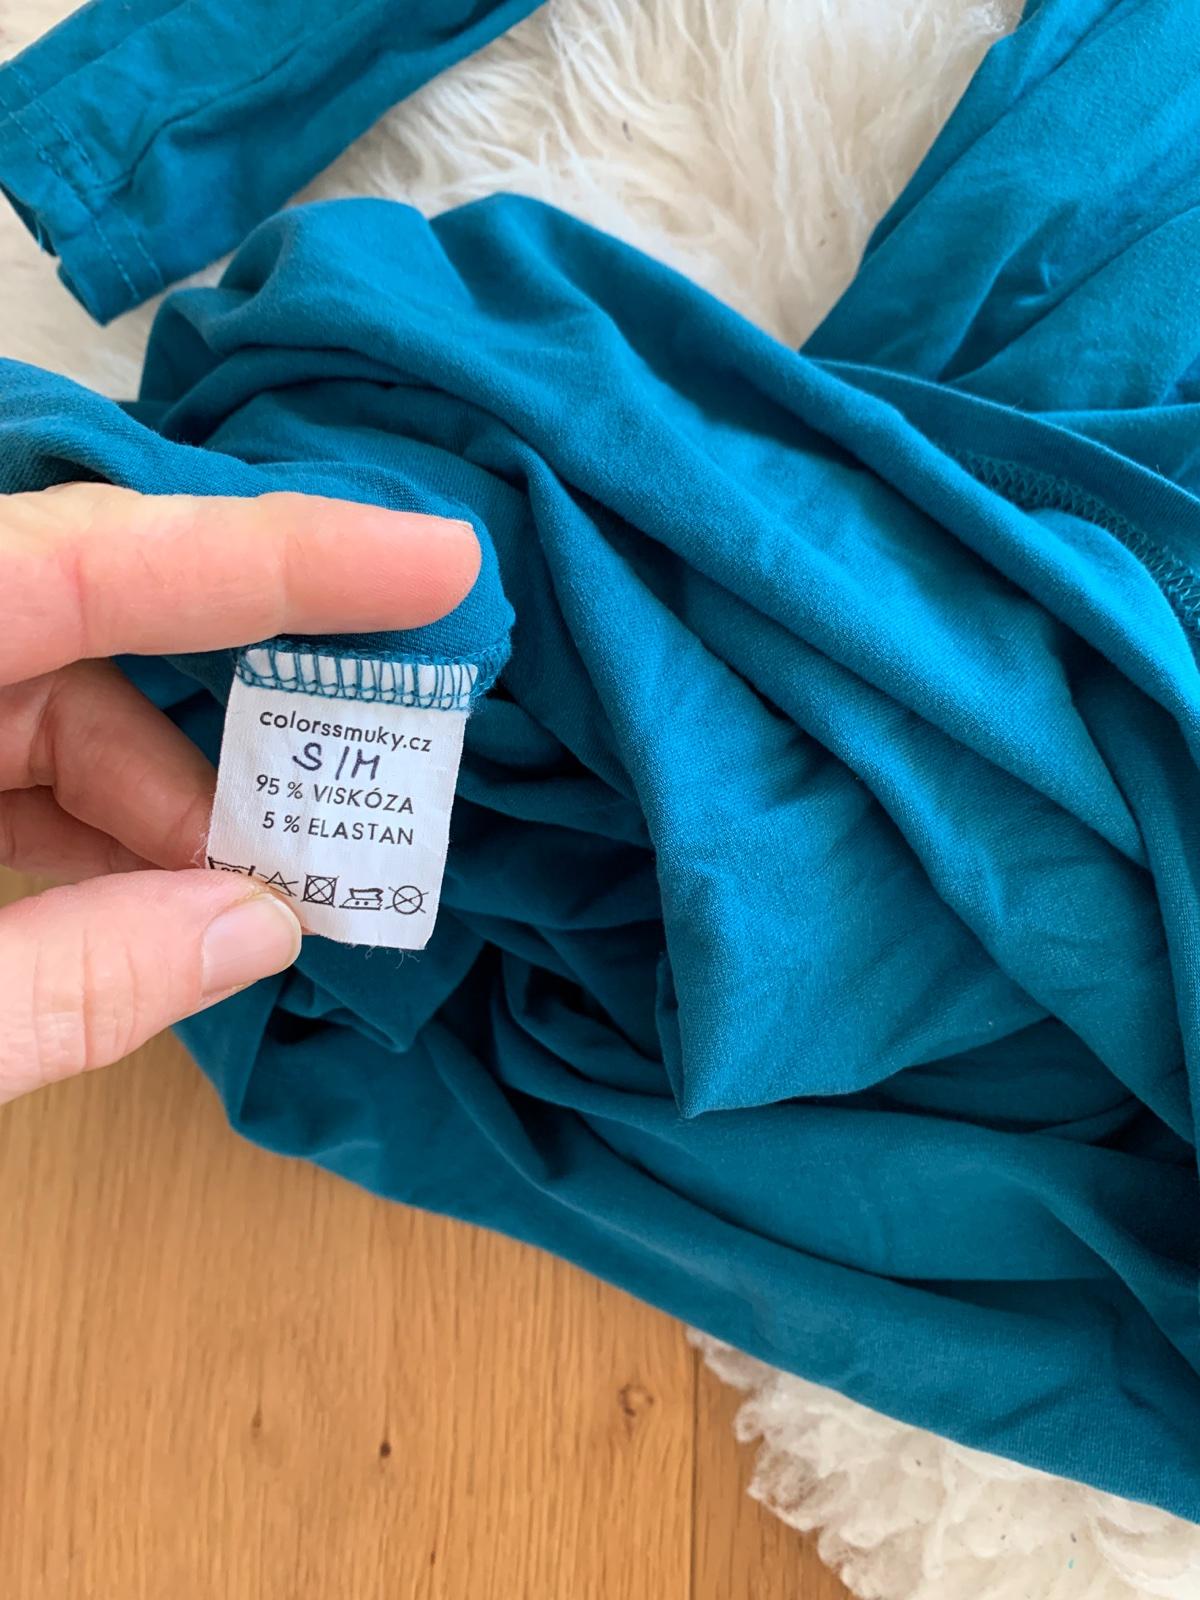 colorssmuky.cz
S/M
95 % VISKÓZA
5 % ELASTAN